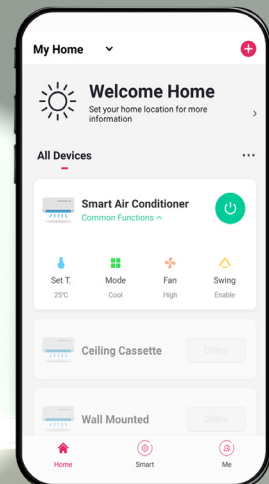 My Home
Welcome Home
Set your home location for more
information
All Devices
Smart Air Conditioner
Common Functions
Set T.
Mode
Fan
Swing
25°C
Cool
High
Enable
Ceiling Cassette
Offline
Wall Mounted
Offline
Home
Smart
Me